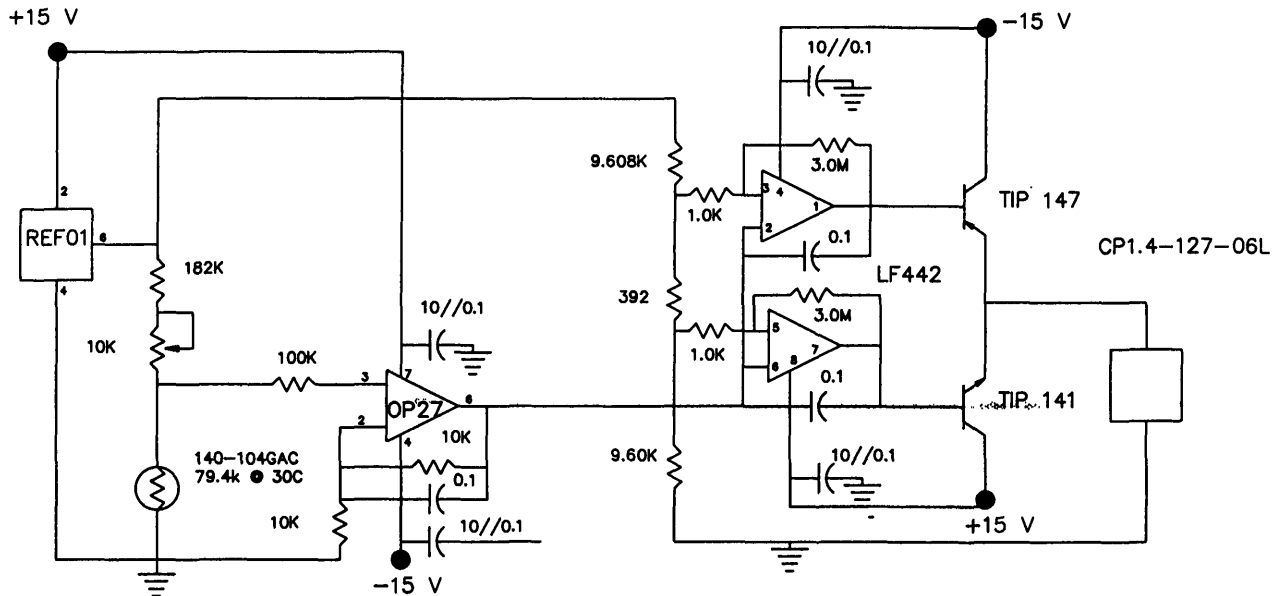 +15 V
-15 V
10//0.1
9.608K
3.0M
3
4
1
2
1.0K
TIP 147
2
REF01
6
4
182K
0.1
CP1.4-127-06L
LF442
392
10//0.1
3.0M
10K
5
8
7
6
1.0K
100K
7
3
OP27
6
2
4
0.1
TIP 141
10K
140-104GAC
79.4k @ 30C
0.1
9.60K
10//0.1
10K
10//0.1
+15 V
-15 V